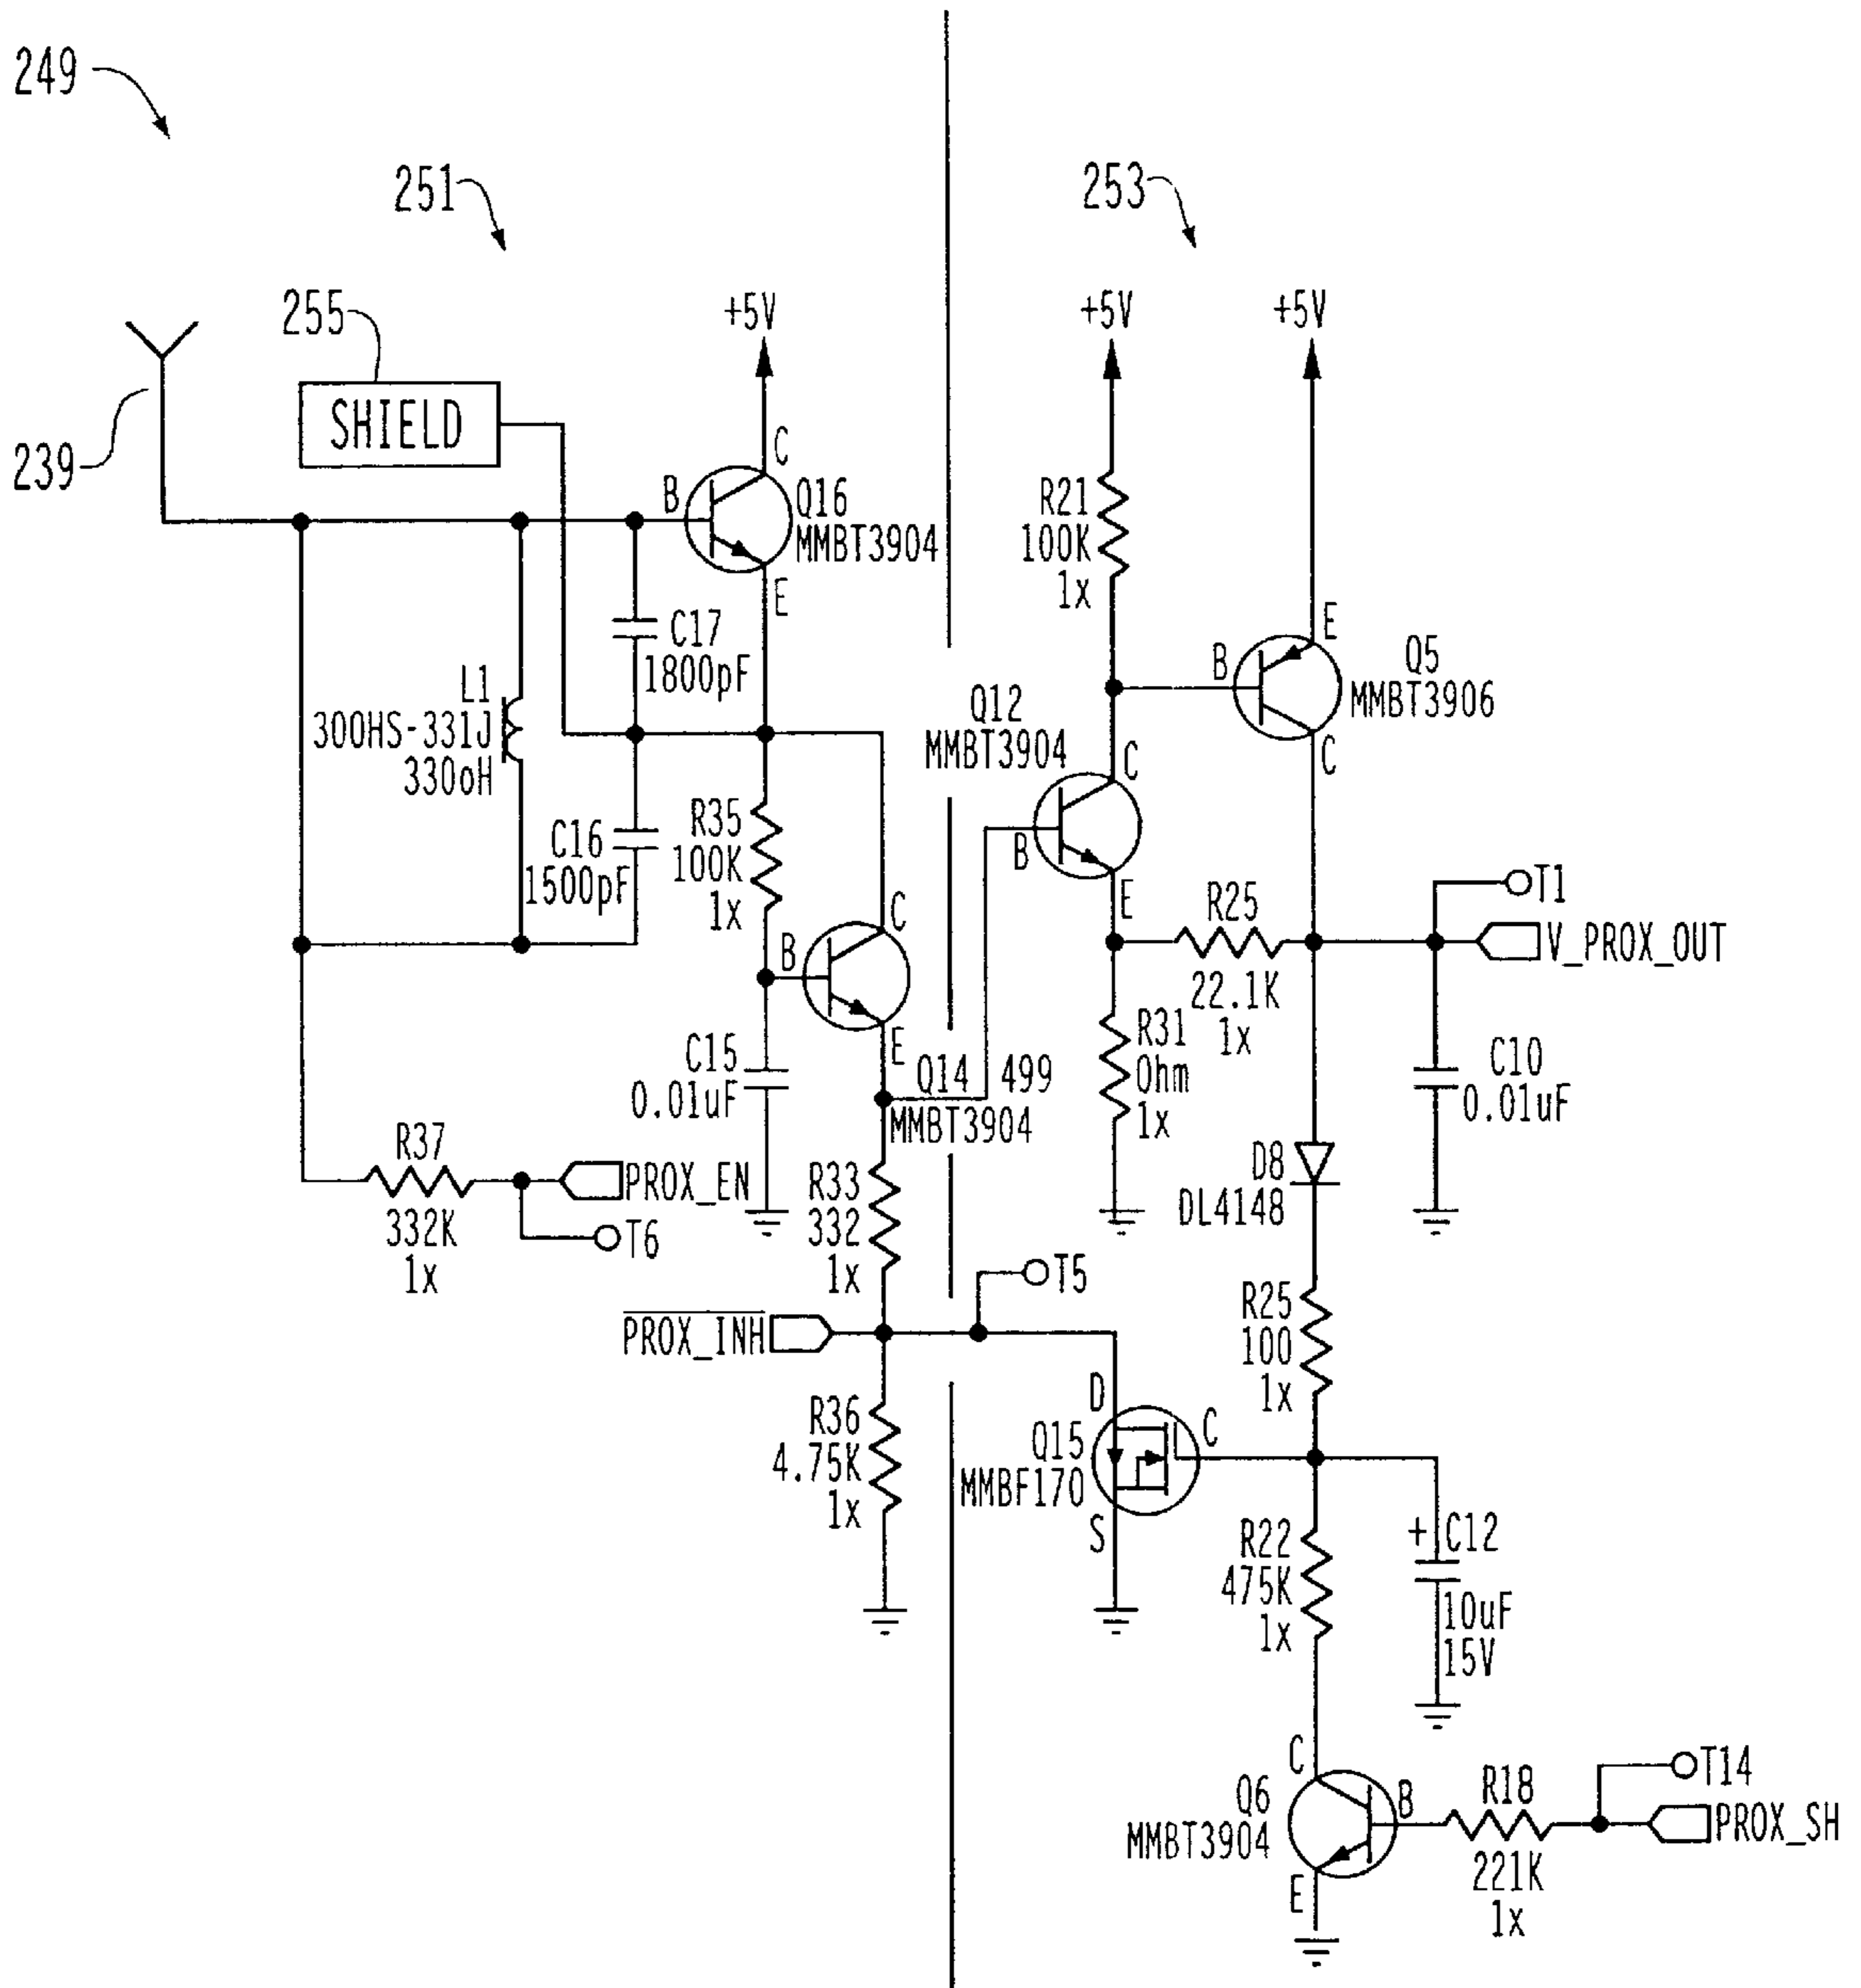 249
251
253
255
239
SHIELD
+5V
+5V
+5V
C
B
Q16
MMBT3904
E
R21
100K
1x
E
B
Q5
MMBT3906
C
C17
1800pF
L1
300HS-331J
330oH
Q12
MMBT3904
C
B
E
C16
1500pF
R35
100K
1x
C
B
E
R25
22.1K
1x
T1
V_PROX_OUT
C15
0.01uF
Q14
MMBT3904
499
R31
Ohm
1x
C10
0.01uF
R37
332K
1x
PROX_EN
T6
R33
332
1x
D8
DL4148
T5
PROX_INH
R25
100
1x
R36
4.75K
1x
D
Q15
MMBF170
C
S
R22
475K
1x
+
C12
10uF
15V
C
Q6
MMBT3904
B
E
R18
221K
1x
T14
PROX_SH